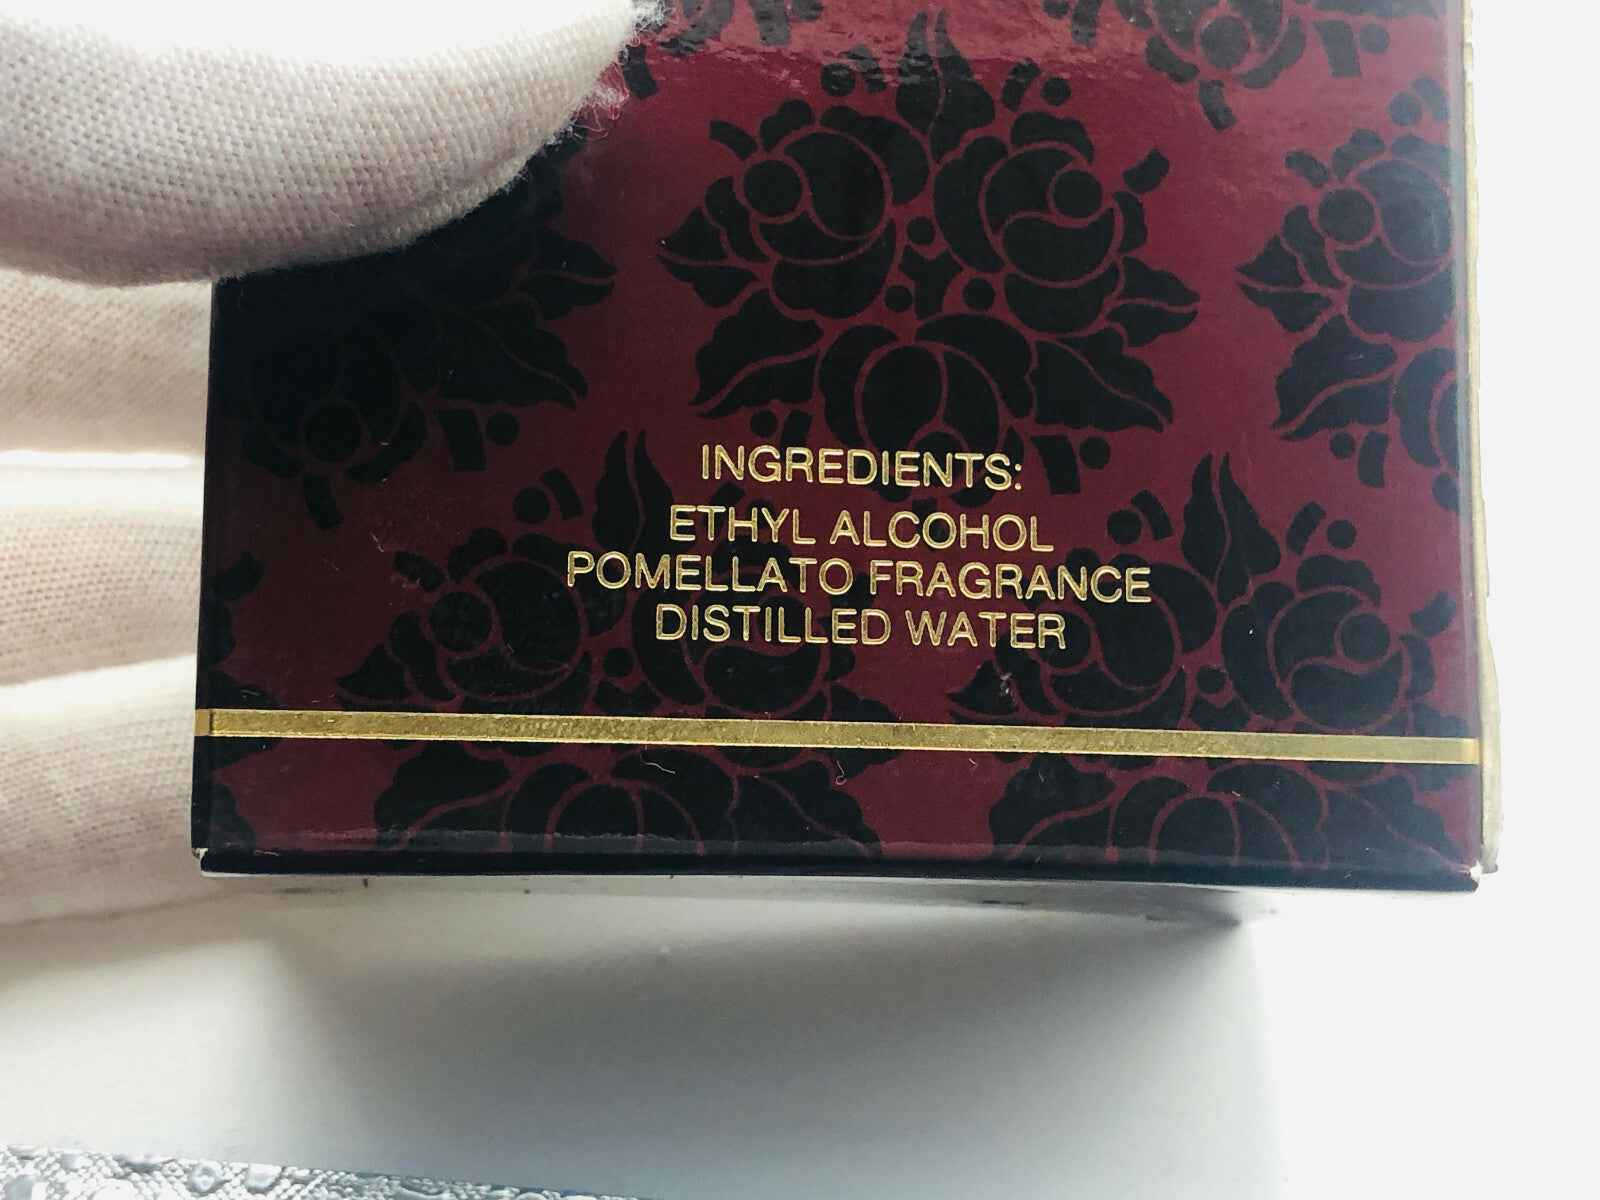 INGREDIENTS:
ETHYL ALCOHOL
POMELLATO FRAGRANCE
DISTILLED WATER